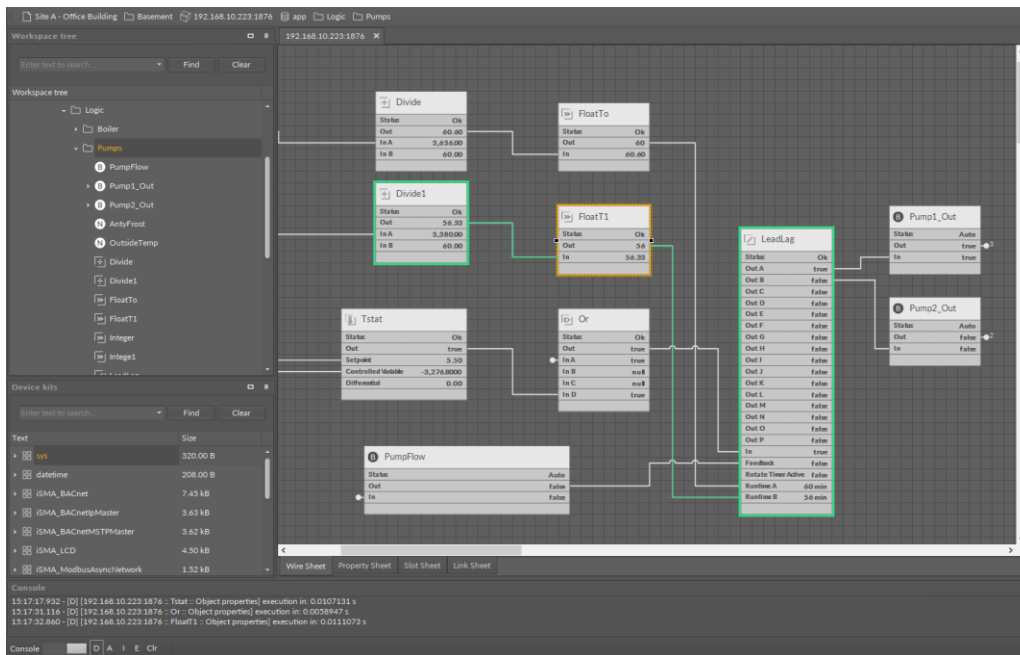 Site A - Office Building Basement 192.168.10.223:1876 app Logic Pumps
Workspace tree
Enter text to search... Find Clear
Workspace tree
Logic
Boiler
Pumps
PumpFlow
Pump1_Out
Pump2_Out
AntyFrost
OutsideTemp
Divide
Divide1
FloatTo
FloatT1
Integer
Intege1
LeadLag
Device kits
Enter text to search... Find Clear
Text Size
sys 320.00 B
datetime 208.00 B
iSMA_BACnet 7.45 kB
iSMA_BACnetIpMaster 3.63 kB
iSMA_BACnetMSTPMaster 3.62 kB
iSMA_LCD 4.50 kB
iSMA_ModbusAsyncNetwork 1.52 kB
192.168.10.223:1876 ×
Divide
Status Ok
Out 60.60
In A 3,636.00
In B 60.00
FloatTo
Status Ok
Out 60
In 60.60
Divide1
Status Ok
Out 56.33
In A 3,380.00
In B 60.00
FloatT1
Status Ok
Out 56
In 56.33
Tstat
Status Ok
Out true
Setpoint 5.50
Controlled Variable -3,276.8000
Differential 0.00
Or
Status Ok
Out true
In A true
In B null
In C null
In D true
PumpFlow
Status Auto
Out false
In false
LeadLag
Status Ok
Out A true
Out B false
Out C false
Out D false
Out E false
Out F false
Out G false
Out H false
Out I false
Out J false
Out K false
Out L false
Out M false
Out N false
Out O false
Out P false
In true
Feedback false
Rotate Timer Active false
Runtime A 60 min
Runtime B 56 min
Pump1_Out
Status Auto
Out true
In true
Pump2_Out
Status Auto
Out false
In false
Wire Sheet Property Sheet Slot Sheet Link Sheet
Console
15:17:17.932 - [D] [192.168.10.223:1876 :: Tstat :: Object properties] execution in: 0.0107131 s
15:17:31.116 - [D] [192.168.10.223:1876 :: Or :: Object properties] execution in: 0.0058947 s
15:17:32.860 - [D] [192.168.10.223:1876 :: FloatT1 :: Object properties] execution in: 0.0111073 s
Console D A I E Clr